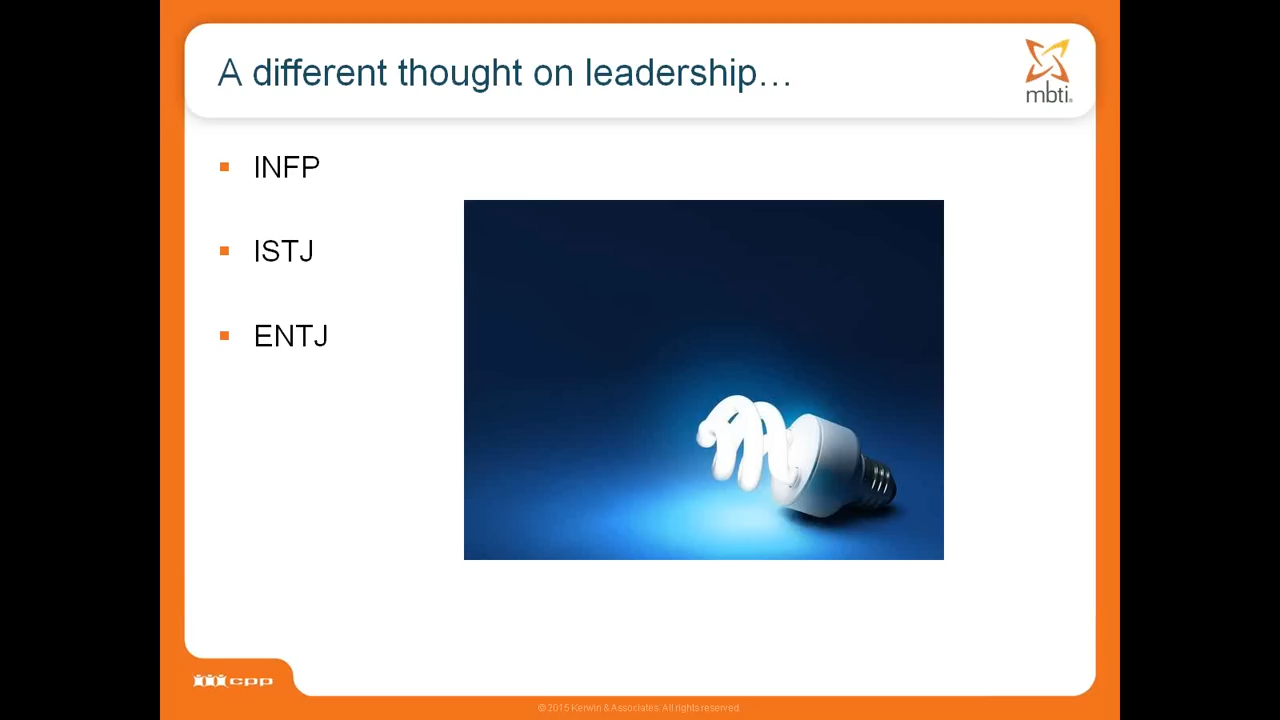 A different thought on leadership…
mbti®
INFP
ISTJ
ENTJ
cpp
© 2015 Kerwin & Associates. All rights reserved.